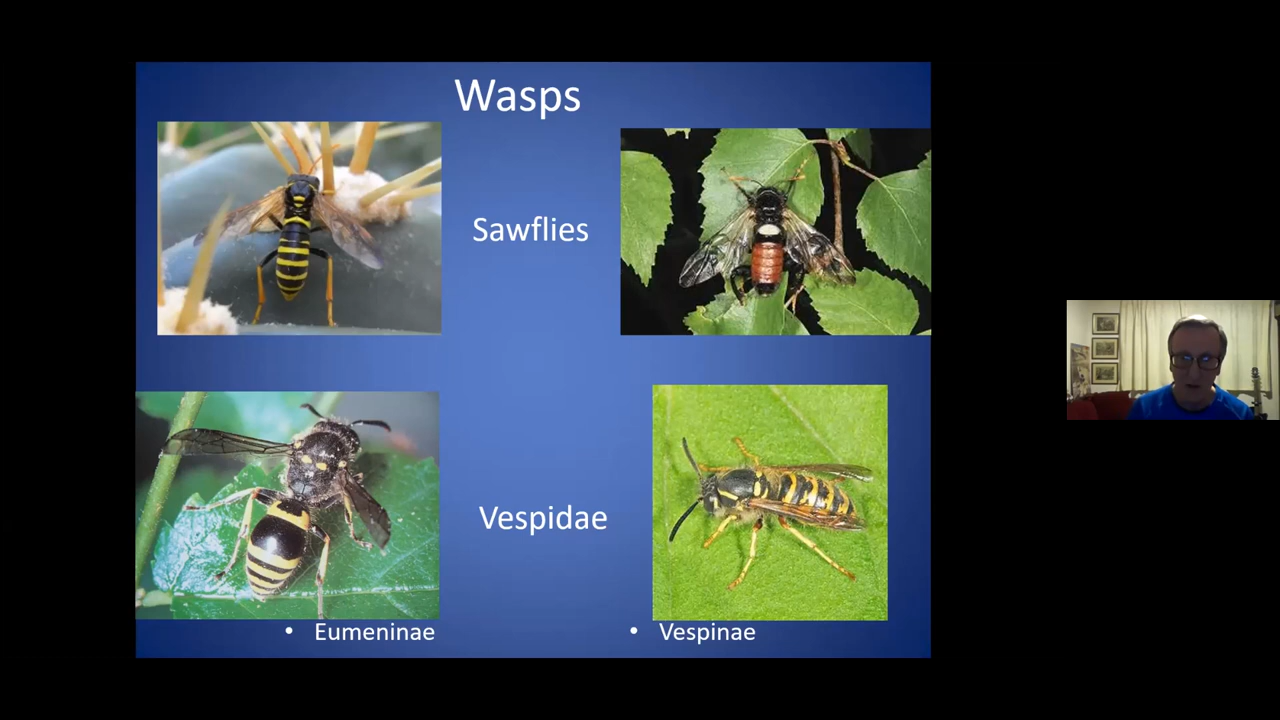 Wasps
Sawflies
Vespidae
• Eumeninae
• Vespinae